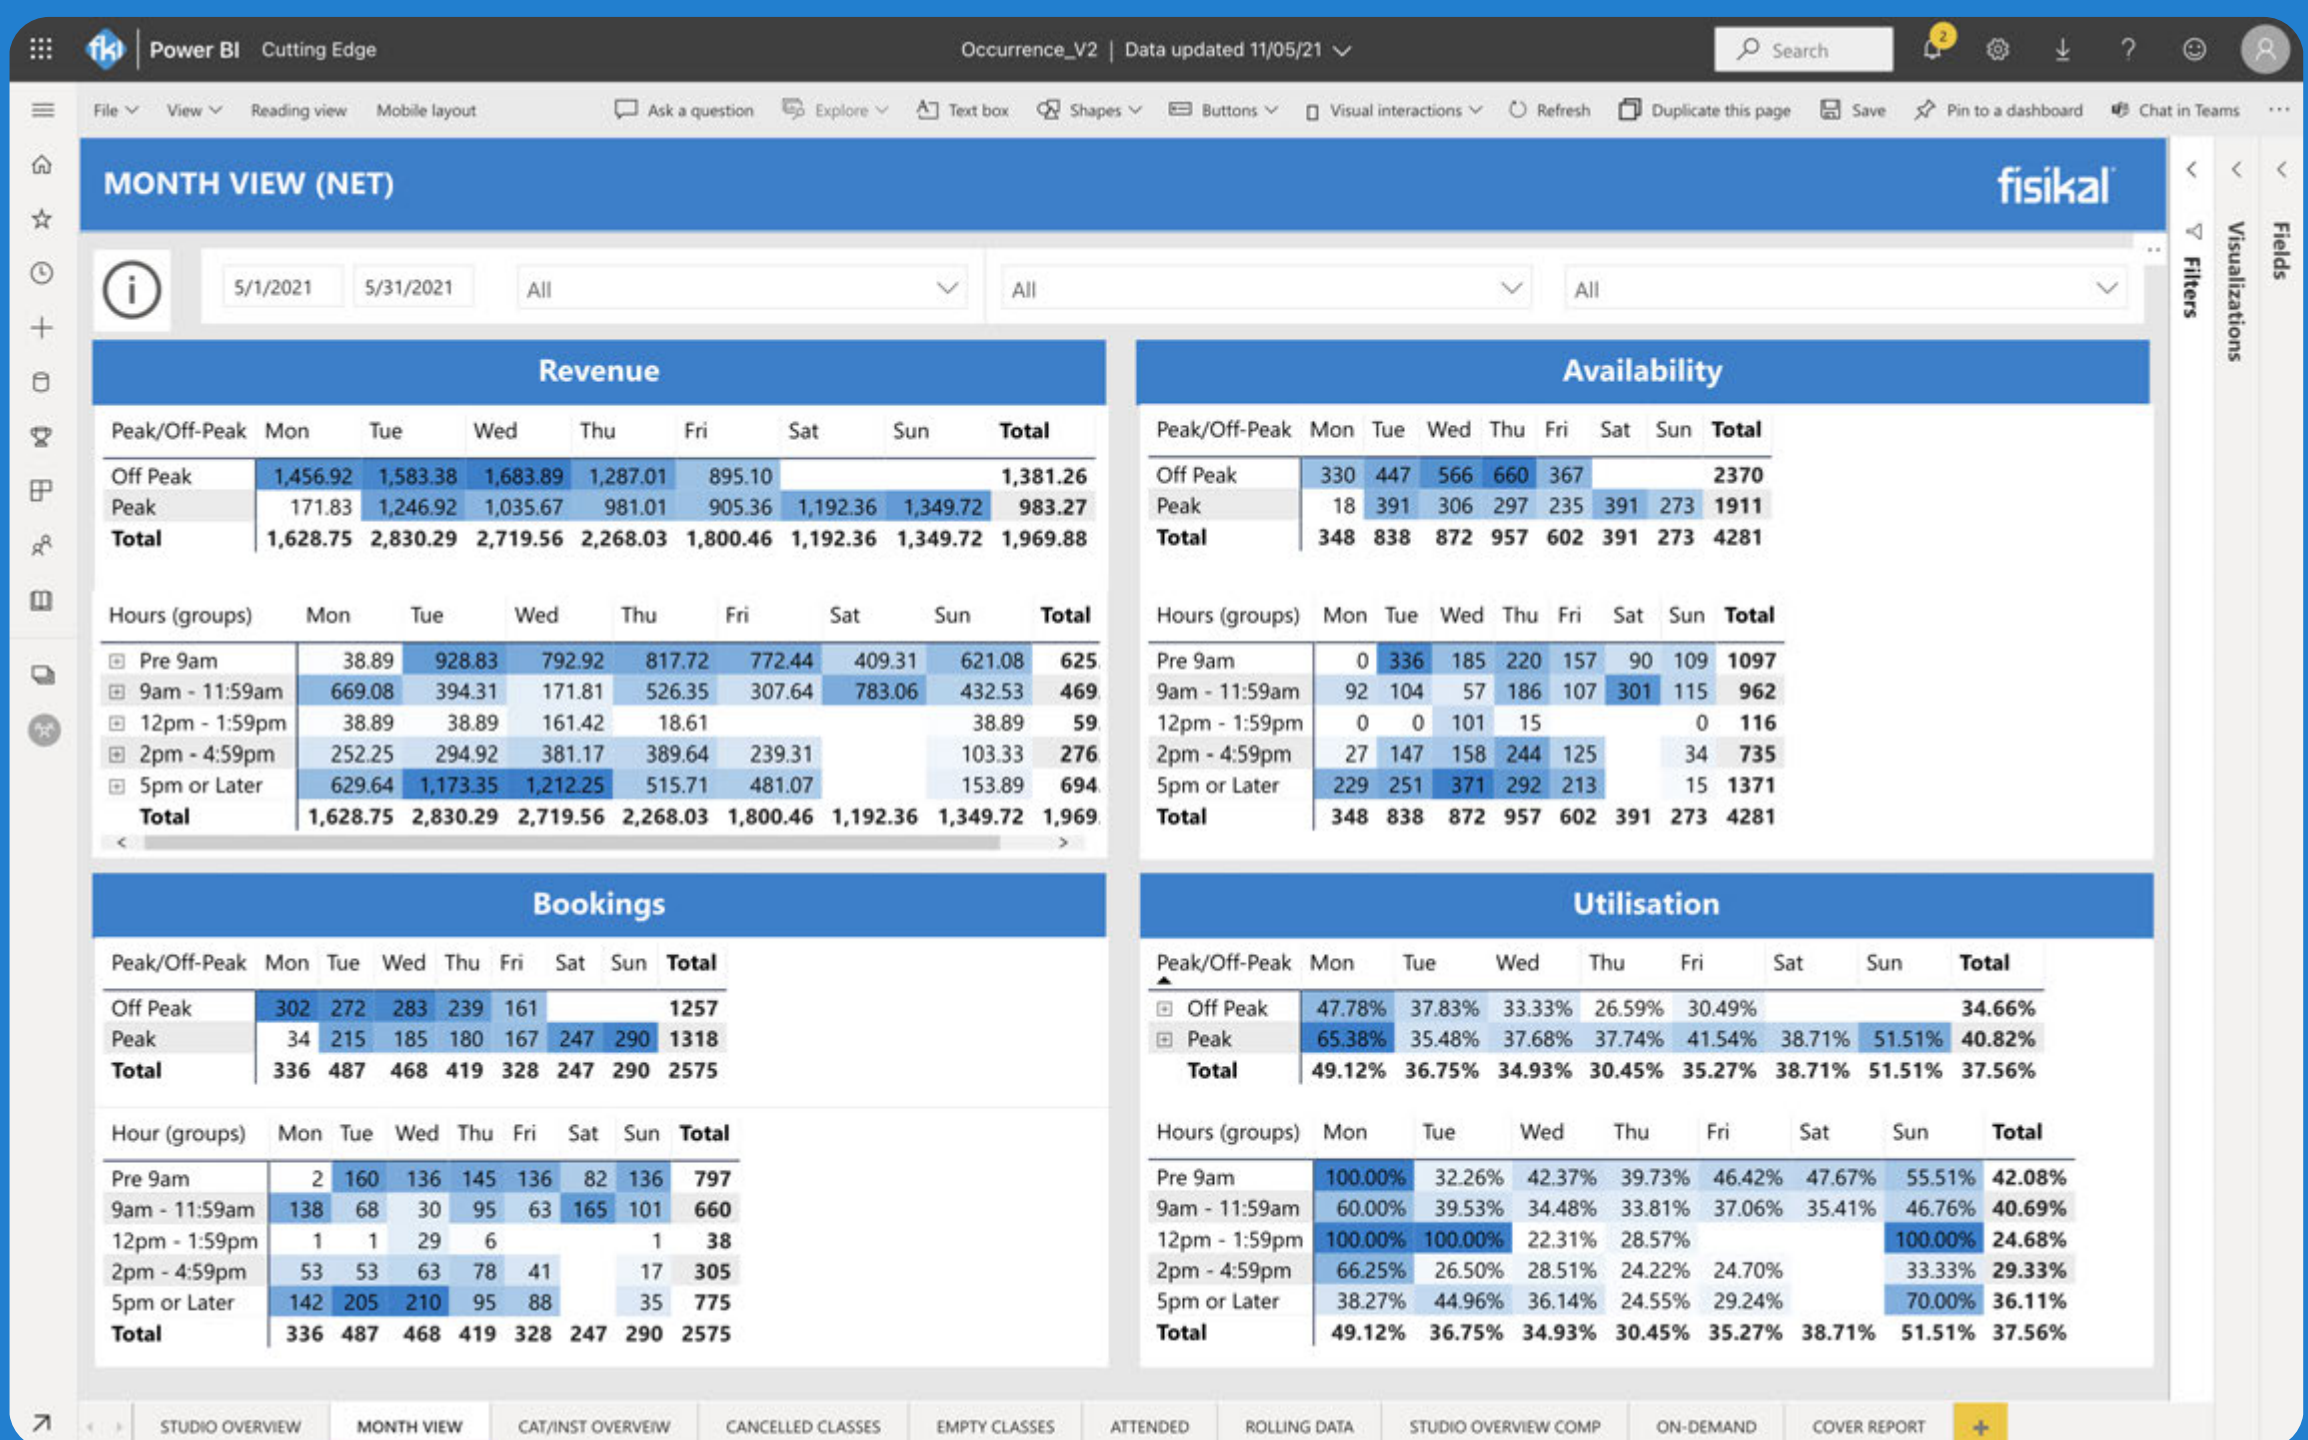 fkl Power BI Cutting Edge Occurrence_V2 | Data updated 11/05/21 Search 2 ?
File View Reading view Mobile layout Ask a question Explore Text box Shapes Buttons Visual interactions Refresh Duplicate this page Save Pin to a dashboard Chat in Teams ...
MONTH VIEW (NET) fisikal
Filters
Visualizations
Fields
i 5/1/2021 5/31/2021 All All All
Revenue
Peak/Off-Peak Mon Tue Wed Thu Fri Sat Sun Total
Off Peak 1,456.92 1,583.38 1,683.89 1,287.01 895.10 1,381.26
Peak 171.83 1,246.92 1,035.67 981.01 905.36 1,192.36 1,349.72 983.27
Total 1,628.75 2,830.29 2,719.56 2,268.03 1,800.46 1,192.36 1,349.72 1,969.88
Hours (groups) Mon Tue Wed Thu Fri Sat Sun Total
Pre 9am 38.89 928.83 792.92 817.72 772.44 409.31 621.08 625.
9am - 11:59am 669.08 394.31 171.81 526.35 307.64 783.06 432.53 469.
12pm - 1:59pm 38.89 38.89 161.42 18.61 38.89 59.
2pm - 4:59pm 252.25 294.92 381.17 389.64 239.31 103.33 276.
5pm or Later 629.64 1,173.35 1,212.25 515.71 481.07 153.89 694.
Total 1,628.75 2,830.29 2,719.56 2,268.03 1,800.46 1,192.36 1,349.72 1,969.
Availability
Peak/Off-Peak Mon Tue Wed Thu Fri Sat Sun Total
Off Peak 330 447 566 660 367 2370
Peak 18 391 306 297 235 391 273 1911
Total 348 838 872 957 602 391 273 4281
Hours (groups) Mon Tue Wed Thu Fri Sat Sun Total
Pre 9am 0 336 185 220 157 90 109 1097
9am - 11:59am 92 104 57 186 107 301 115 962
12pm - 1:59pm 0 0 101 15 0 116
2pm - 4:59pm 27 147 158 244 125 34 735
5pm or Later 229 251 371 292 213 15 1371
Total 348 838 872 957 602 391 273 4281
Bookings
Peak/Off-Peak Mon Tue Wed Thu Fri Sat Sun Total
Off Peak 302 272 283 239 161 1257
Peak 34 215 185 180 167 247 290 1318
Total 336 487 468 419 328 247 290 2575
Hour (groups) Mon Tue Wed Thu Fri Sat Sun Total
Pre 9am 2 160 136 145 136 82 136 797
9am - 11:59am 138 68 30 95 63 165 101 660
12pm - 1:59pm 1 1 29 6 1 38
2pm - 4:59pm 53 53 63 78 41 17 305
5pm or Later 142 205 210 95 88 35 775
Total 336 487 468 419 328 247 290 2575
Utilisation
Peak/Off-Peak Mon Tue Wed Thu Fri Sat Sun Total
Off Peak 47.78% 37.83% 33.33% 26.59% 30.49% 34.66%
Peak 65.38% 35.48% 37.68% 37.74% 41.54% 38.71% 51.51% 40.82%
Total 49.12% 36.75% 34.93% 30.45% 35.27% 38.71% 51.51% 37.56%
Hours (groups) Mon Tue Wed Thu Fri Sat Sun Total
Pre 9am 100.00% 32.26% 42.37% 39.73% 46.42% 47.67% 55.51% 42.08%
9am - 11:59am 60.00% 39.53% 34.48% 33.81% 37.06% 35.41% 46.76% 40.69%
12pm - 1:59pm 100.00% 100.00% 22.31% 28.57% 100.00% 24.68%
2pm - 4:59pm 66.25% 26.50% 28.51% 24.22% 24.70% 33.33% 29.33%
5pm or Later 38.27% 44.96% 36.14% 24.55% 29.24% 70.00% 36.11%
Total 49.12% 36.75% 34.93% 30.45% 35.27% 38.71% 51.51% 37.56%
STUDIO OVERVIEW MONTH VIEW CAT/INST OVERVEIW CANCELLED CLASSES EMPTY CLASSES ATTENDED ROLLING DATA STUDIO OVERVIEW COMP ON-DEMAND COVER REPORT +